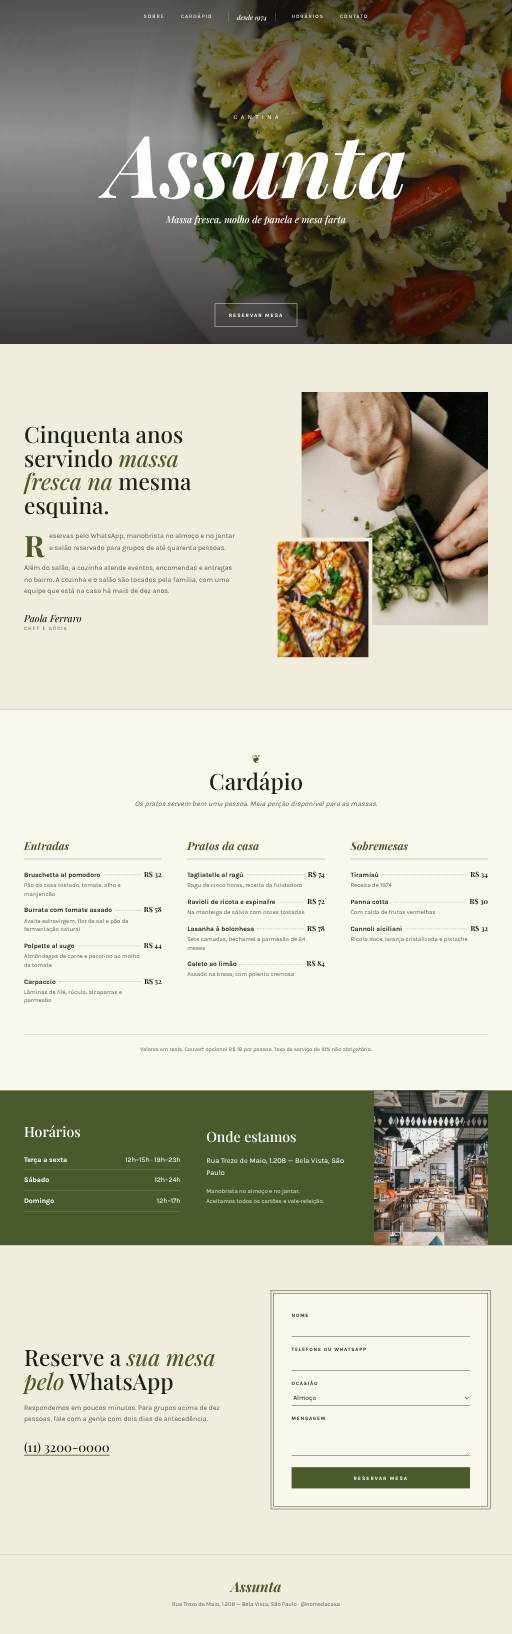 SOBRE CARDÁPIO desde 1974 HORÁRIOS CONTATO
CANTINA
Assunta
Massa fresca, molho de panela e mesa farta
RESERVAR MESA
Cinquenta anos
servindo massa
fresca na mesma
esquina.
Reservas pelo WhatsApp, manobrista no almoço e no jantar
e salão reservado para grupos de até quarenta pessoas.
Além do salão, a cozinha atende eventos, encomendas e entregas
no bairro. A cozinha e o salão são tocados pela família, com uma
equipe que está na casa há mais de dez anos.
Paola Ferraro
CHEF E SÓCIA
❦
Cardápio
Os pratos servem bem uma pessoa. Meia porção disponível para as massas.
Entradas
Bruschetta al pomodoro R$ 32
Pão da casa tostado, tomate, alho e
manjericão
Burrata com tomate assado R$ 58
Azeite extravirgem, flor de sal e pão de
fermentação natural
Polpette al sugo R$ 44
Almôndegas de carne e pecorino ao molho
de tomate
Carpaccio R$ 52
Lâminas de filé, rúcula, alcaparras e
parmesão
Pratos da casa
Tagliatelle al ragù R$ 74
Ragu de cinco horas, receita da fundadora
Ravioli de ricota e espinafre R$ 72
Na manteiga de sálvia com nozes tostadas
Lasanha à bolonhesa R$ 78
Sete camadas, bechamel e parmesão de 24
meses
Galeto ao limão R$ 84
Assado na brasa, com polenta cremosa
Sobremesas
Tiramisù R$ 34
Receita de 1974
Panna cotta R$ 30
Com calda de frutas vermelhas
Cannoli siciliani R$ 32
Ricota doce, laranja cristalizada e pistache
Valores em reais. Couvert opcional R$ 18 por pessoa. Taxa de serviço de 10% não obrigatória.
Horários
Terça a sexta 12h–15h · 19h–23h
Sábado 12h–24h
Domingo 12h–17h
Onde estamos
Rua Treze de Maio, 1.208 — Bela Vista, São
Paulo
Manobrista no almoço e no jantar.
Aceitamos todos os cartões e vale-refeição.
Reserve a sua mesa
pelo WhatsApp
Respondemos em poucos minutos. Para grupos acima de dez
pessoas, fale com a gente com dois dias de antecedência.
(11) 3200-0000
NOME
TELEFONE OU WHATSAPP
OCASIÃO
Almoço
MENSAGEM
RESERVAR MESA
Assunta
Rua Treze de Maio, 1.208 — Bela Vista, São Paulo · @nomedacasa